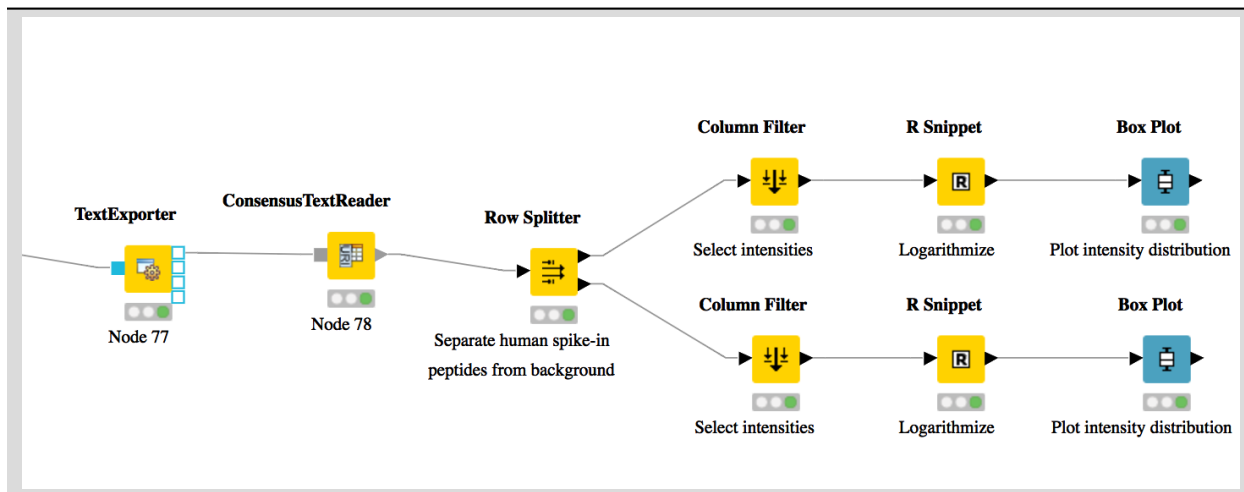 Column Filter
R Snippet
Box Plot
TextExporter
ConsensusTextReader
Row Splitter
URI
R
Select intensities
Logarithmize
Plot intensity distribution
Column Filter
R Snippet
Box Plot
Node 77
Node 78
Separate human spike-in
peptides from background
R
Select intensities
Logarithmize
Plot intensity distribution